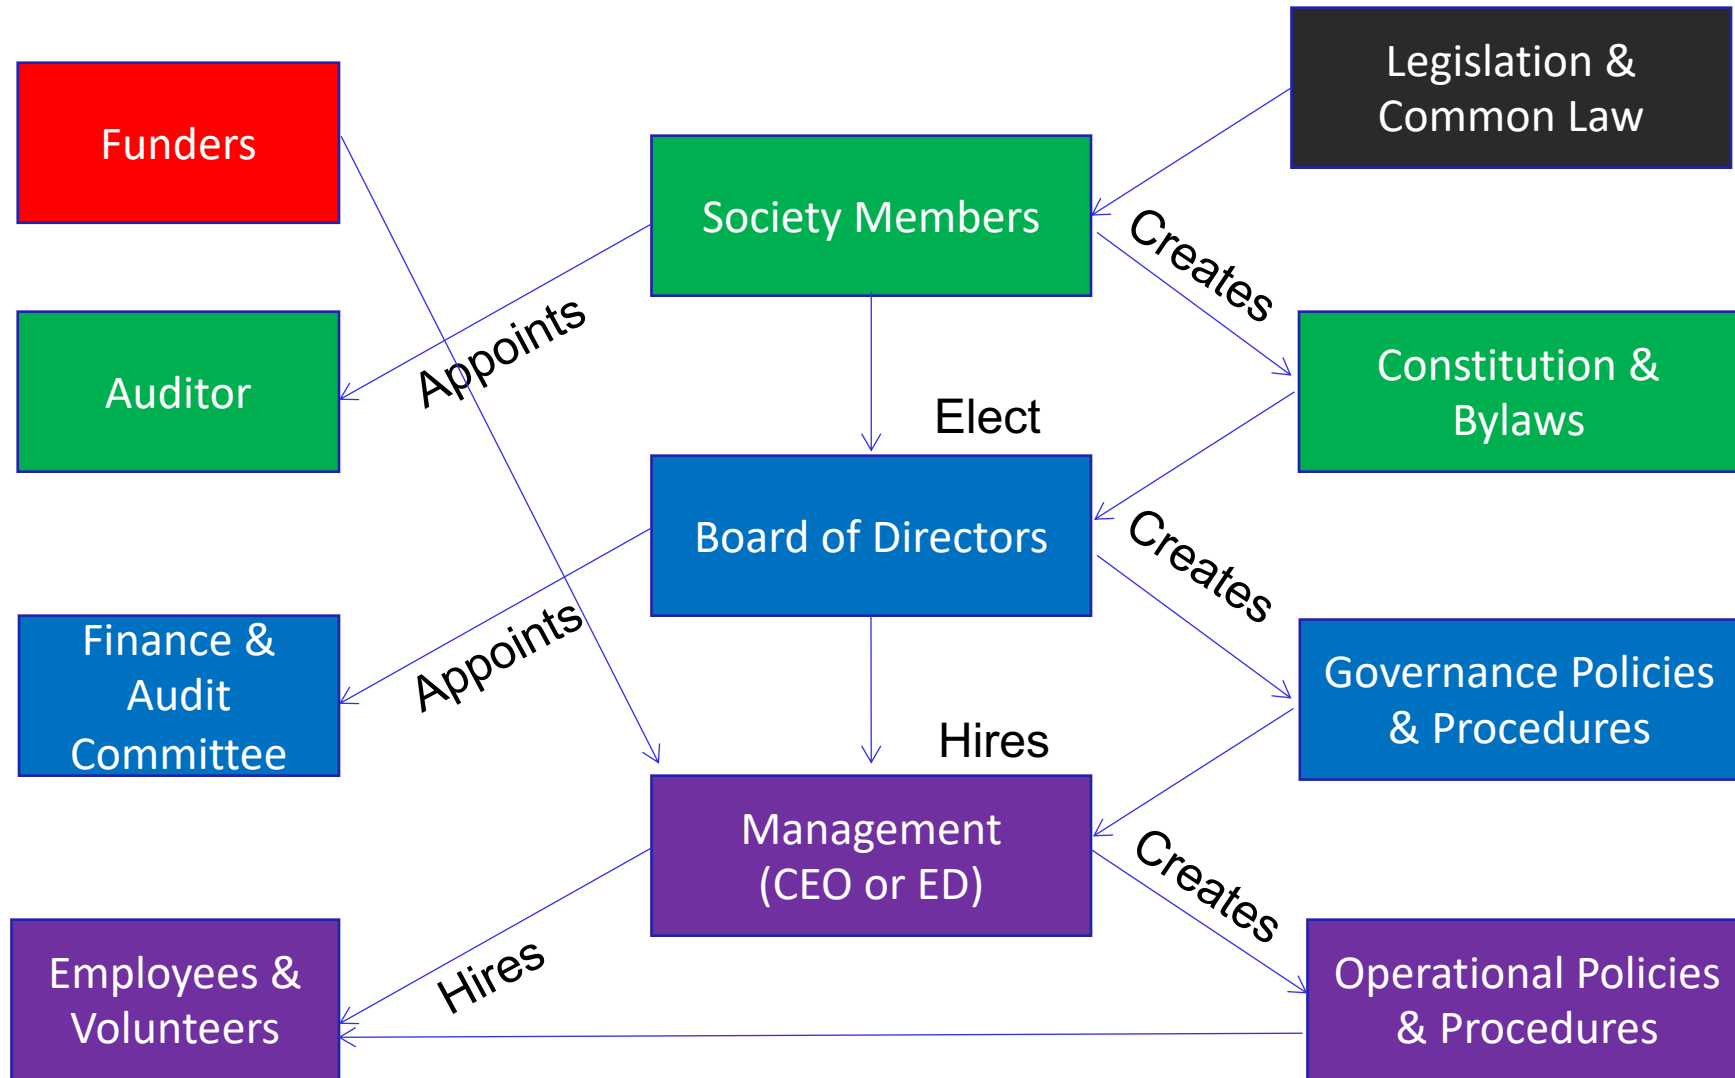 Legislation &
Common Law
Funders
Society Members
Creates
Appoints
Auditor
Elect
Constitution &
Bylaws
Board of Directors
Creates
Appoints
Finance &
Audit
Committee
Hires
Governance Policies
& Procedures
Management
(CEO or ED)
Creates
Hires
Employees &
Volunteers
Operational Policies
& Procedures